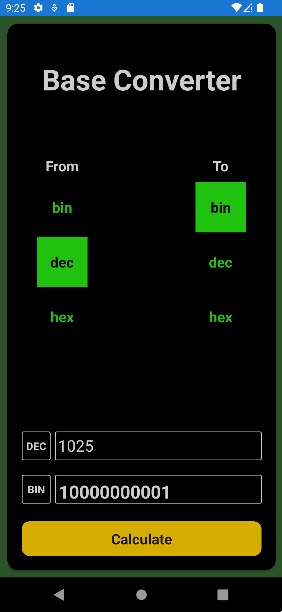 9:25
Base Converter
From To
bin bin
dec dec
hex hex
DEC 1025
BIN 10000000001
Calculate